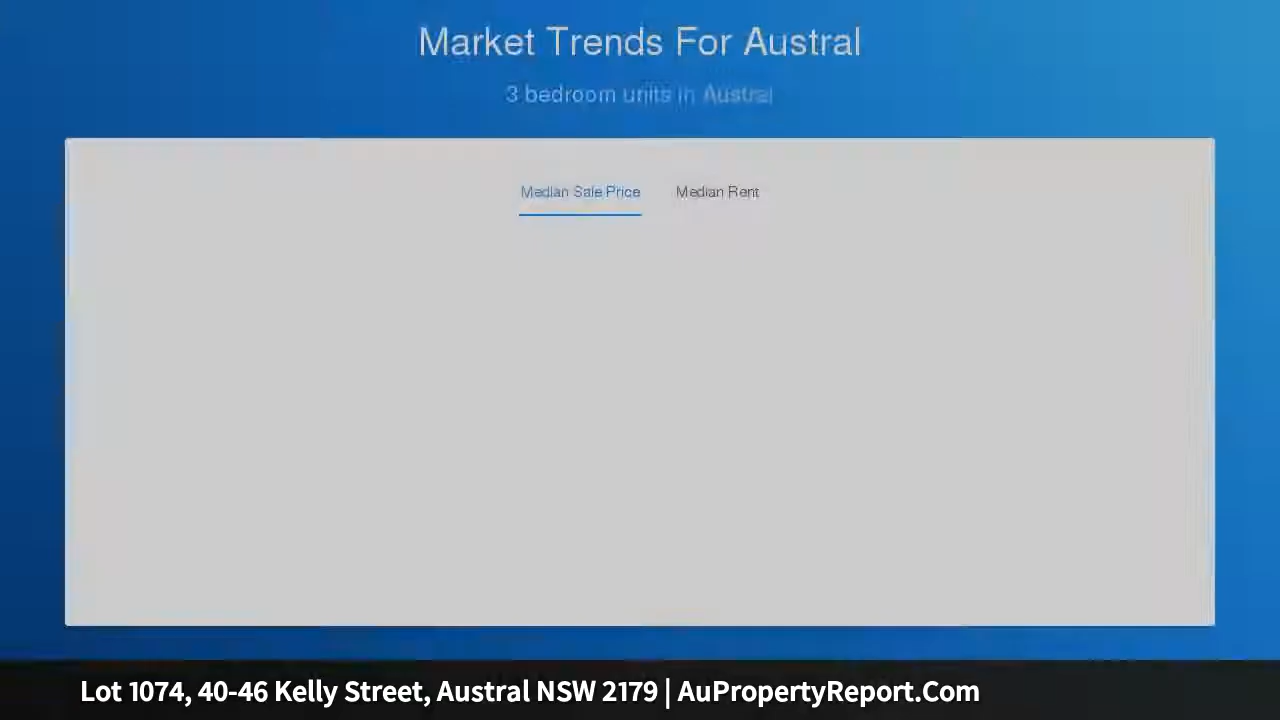 Market Trends For Austral
3 bedroom units in Austral
Median Sale Price Median Rent
Lot 1074, 40-46 Kelly Street, Austral NSW 2179 | AuPropertyReport.Com